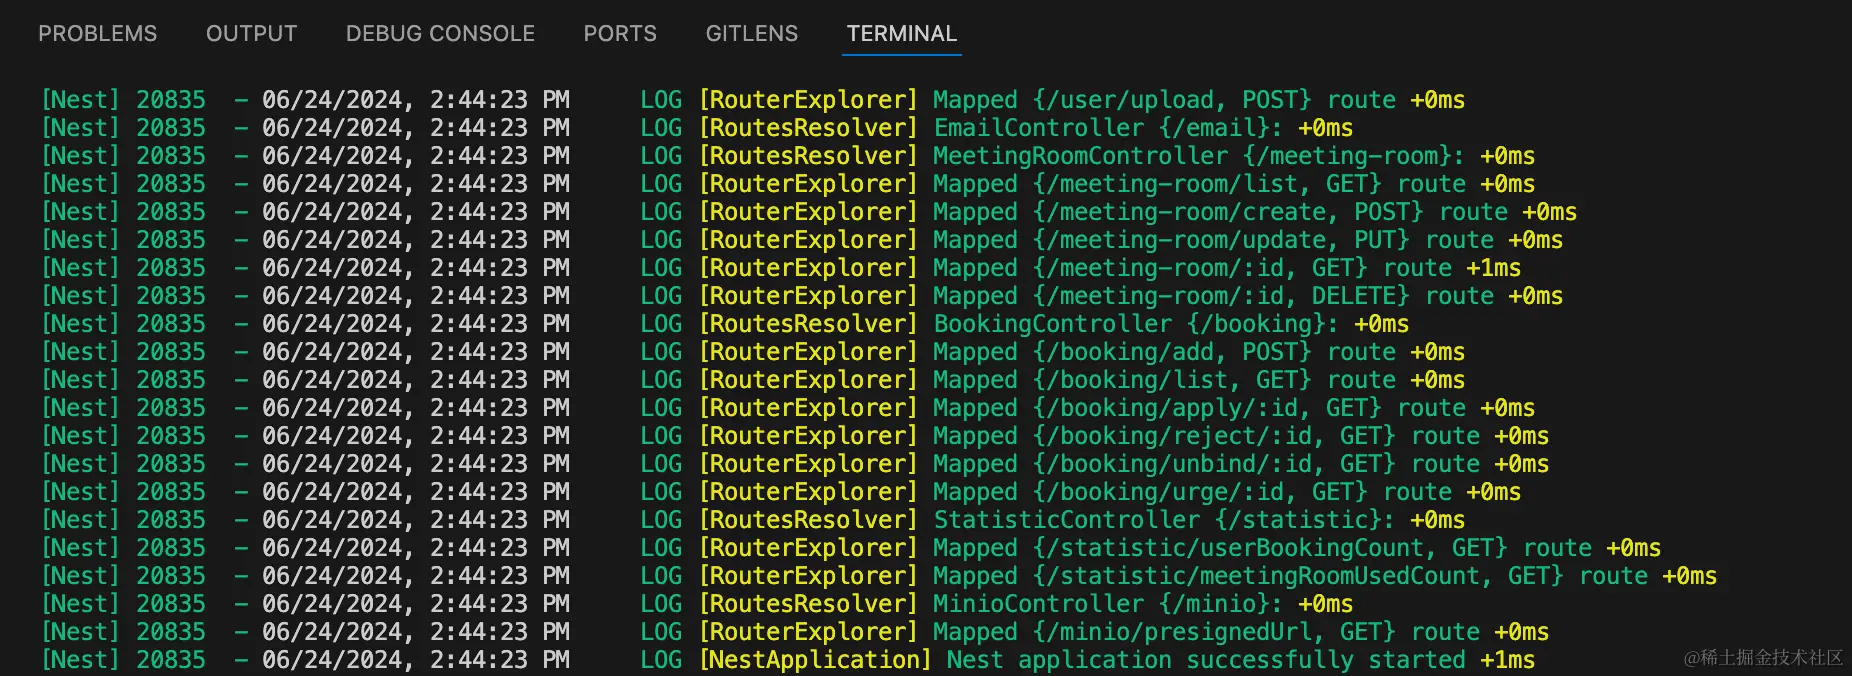 PROBLEMS OUTPUT DEBUG CONSOLE PORTS GITLENS TERMINAL
[Nest] 20835  - 06/24/2024, 2:44:23 PM     LOG [RouterExplorer] Mapped {/user/upload, POST} route +0ms
[Nest] 20835  - 06/24/2024, 2:44:23 PM     LOG [RoutesResolver] EmailController {/email}: +0ms
[Nest] 20835  - 06/24/2024, 2:44:23 PM     LOG [RoutesResolver] MeetingRoomController {/meeting-room}: +0ms
[Nest] 20835  - 06/24/2024, 2:44:23 PM     LOG [RouterExplorer] Mapped {/meeting-room/list, GET} route +0ms
[Nest] 20835  - 06/24/2024, 2:44:23 PM     LOG [RouterExplorer] Mapped {/meeting-room/create, POST} route +0ms
[Nest] 20835  - 06/24/2024, 2:44:23 PM     LOG [RouterExplorer] Mapped {/meeting-room/update, PUT} route +0ms
[Nest] 20835  - 06/24/2024, 2:44:23 PM     LOG [RouterExplorer] Mapped {/meeting-room/:id, GET} route +1ms
[Nest] 20835  - 06/24/2024, 2:44:23 PM     LOG [RouterExplorer] Mapped {/meeting-room/:id, DELETE} route +0ms
[Nest] 20835  - 06/24/2024, 2:44:23 PM     LOG [RoutesResolver] BookingController {/booking}: +0ms
[Nest] 20835  - 06/24/2024, 2:44:23 PM     LOG [RouterExplorer] Mapped {/booking/add, POST} route +0ms
[Nest] 20835  - 06/24/2024, 2:44:23 PM     LOG [RouterExplorer] Mapped {/booking/list, GET} route +0ms
[Nest] 20835  - 06/24/2024, 2:44:23 PM     LOG [RouterExplorer] Mapped {/booking/apply/:id, GET} route +0ms
[Nest] 20835  - 06/24/2024, 2:44:23 PM     LOG [RouterExplorer] Mapped {/booking/reject/:id, GET} route +0ms
[Nest] 20835  - 06/24/2024, 2:44:23 PM     LOG [RouterExplorer] Mapped {/booking/unbind/:id, GET} route +0ms
[Nest] 20835  - 06/24/2024, 2:44:23 PM     LOG [RouterExplorer] Mapped {/booking/urge/:id, GET} route +0ms
[Nest] 20835  - 06/24/2024, 2:44:23 PM     LOG [RoutesResolver] StatisticController {/statistic}: +0ms
[Nest] 20835  - 06/24/2024, 2:44:23 PM     LOG [RouterExplorer] Mapped {/statistic/userBookingCount, GET} route +0ms
[Nest] 20835  - 06/24/2024, 2:44:23 PM     LOG [RouterExplorer] Mapped {/statistic/meetingRoomUsedCount, GET} route +0ms
[Nest] 20835  - 06/24/2024, 2:44:23 PM     LOG [RoutesResolver] MinioController {/minio}: +0ms
[Nest] 20835  - 06/24/2024, 2:44:23 PM     LOG [RouterExplorer] Mapped {/minio/presignedUrl, GET} route +0ms
[Nest] 20835  - 06/24/2024, 2:44:23 PM     LOG [NestApplication] Nest application successfully started +1ms
@稀土掘金技术社区